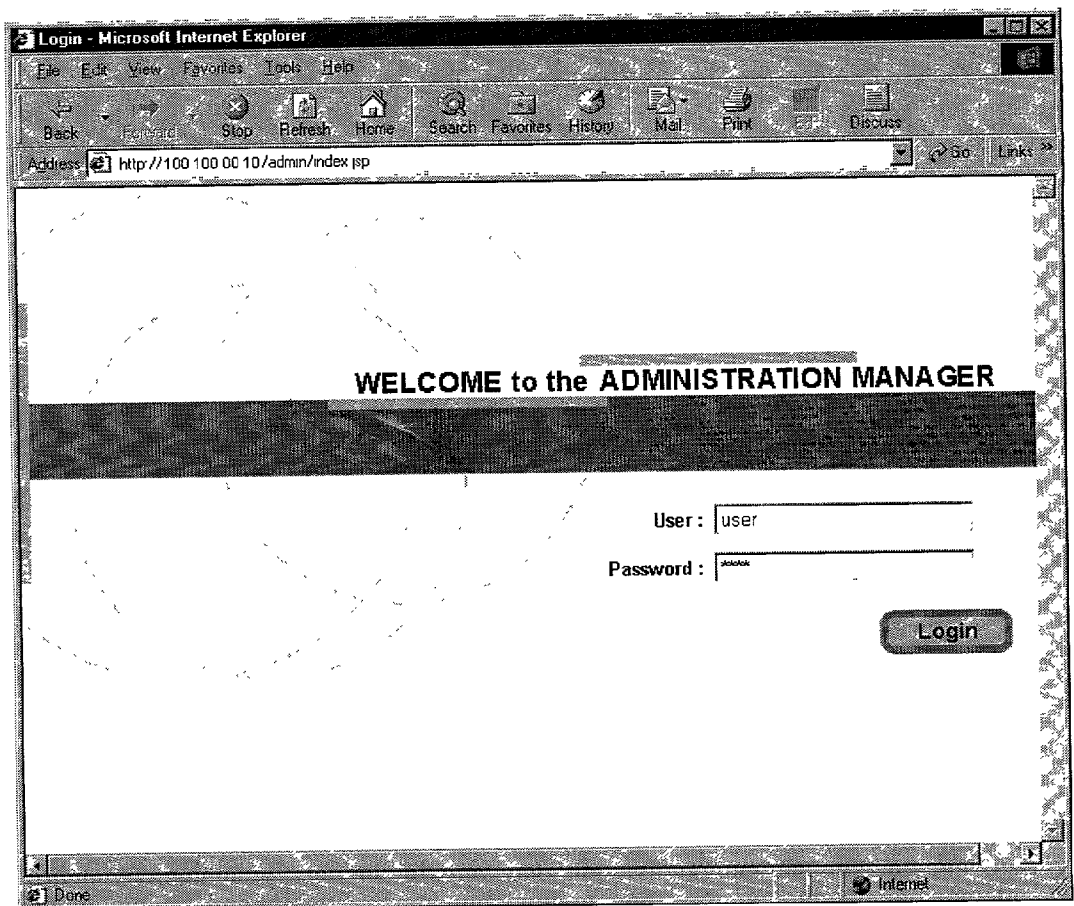 Login - Microsoft Internet Explorer
File Edit View Favorites Tools Help
Back Forward Stop Refresh Home Search Favorites History Mail Print Edit Discuss
Address http://100 100 00 10/admin/index jsp Go Links »
WELCOME to the ADMINISTRATION MANAGER
User : user
Password : ****
Login
Done Internet